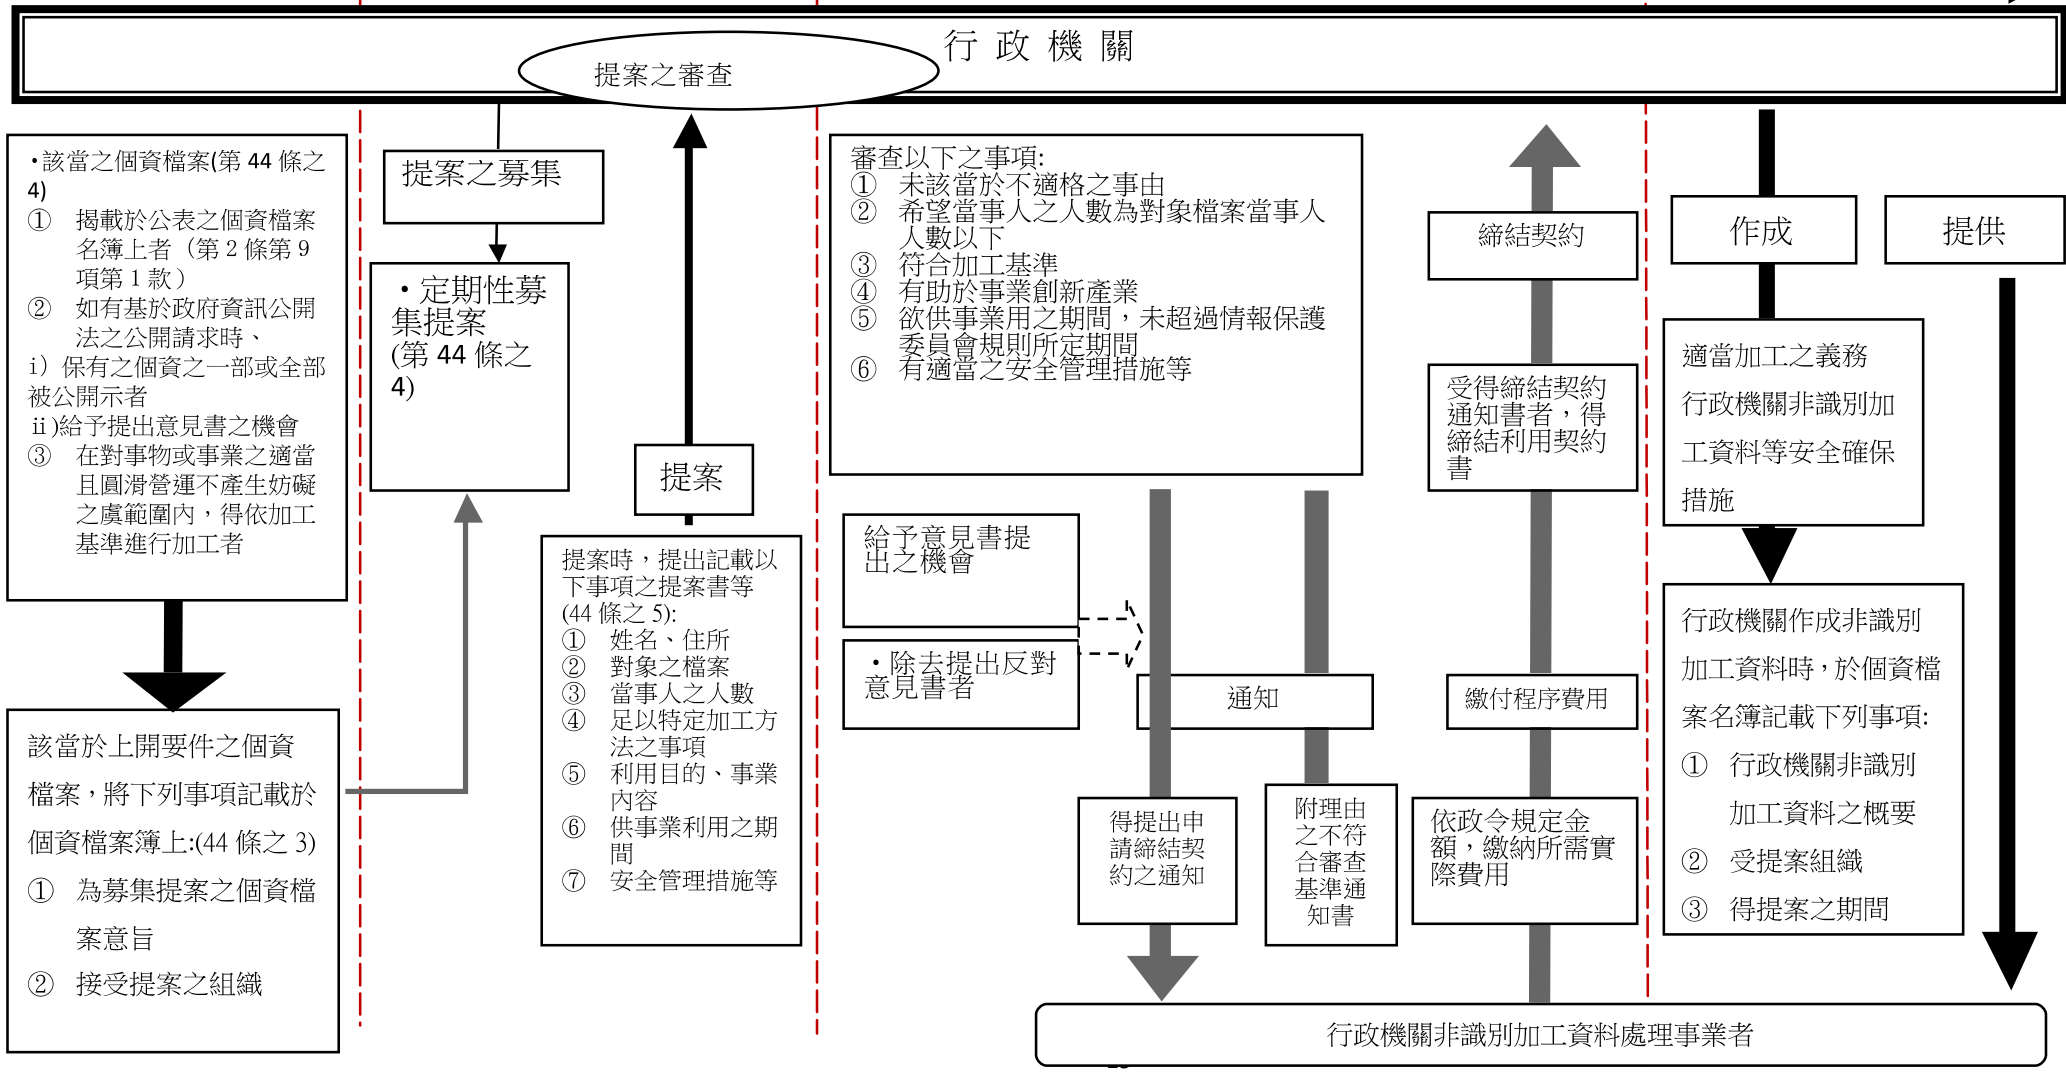 行 政 機 關
提案之審查
•該當之個資檔案(第 44 條之
4)
① 揭載於公表之個資檔案
名簿上者（第 2 條第 9
項第 1 款）
② 如有基於政府資訊公開
法之公開請求時、
i）保有之個資之一部或全部
被公開示者
ii)給予提出意見書之機會
③ 在對事物或事業之適當
且圓滑營運不產生妨礙
之虞範圍內，得依加工
基準進行加工者
該當於上開要件之個資
檔案，將下列事項記載於
個資檔案簿上:(44 條之 3)
① 為募集提案之個資檔
案意旨
② 接受提案之組織
提案之募集
•定期性募
集提案
(第 44 條之
4)
提案
提案時，提出記載以
下事項之提案書等
(44 條之 5):
① 姓名、住所
② 對象之檔案
③ 當事人之人數
④ 足以特定加工方
法之事項
⑤ 利用目的、事業
內容
⑥ 供事業利用之期
間
⑦ 安全管理措施等
審查以下之事項:
① 未該當於不適格之事由
② 希望當事人之人數為對象檔案當事人
人數以下
③ 符合加工基準
④ 有助於事業創新產業
⑤ 欲供事業用之期間，未超過情報保護
委員會規則所定期間
⑥ 有適當之安全管理措施等
給予意見書提
出之機會
•除去提出反對
意見書者
通知
得提出申
請締結契
約之通知
附理由
之不符
合審查
基準通
知書
締結契約
受得締結契約
通知書者，得
締結利用契約
書
繳付程序費用
依政令規定金
額，繳納所需實
際費用
作成
適當加工之義務
行政機關非識別加
工資料等安全確保
措施
行政機關作成非識別
加工資料時，於個資檔
案名簿記載下列事項:
① 行政機關非識別
加工資料之概要
② 受提案組織
③ 得提案之期間
提供
行政機關非識別加工資料處理事業者